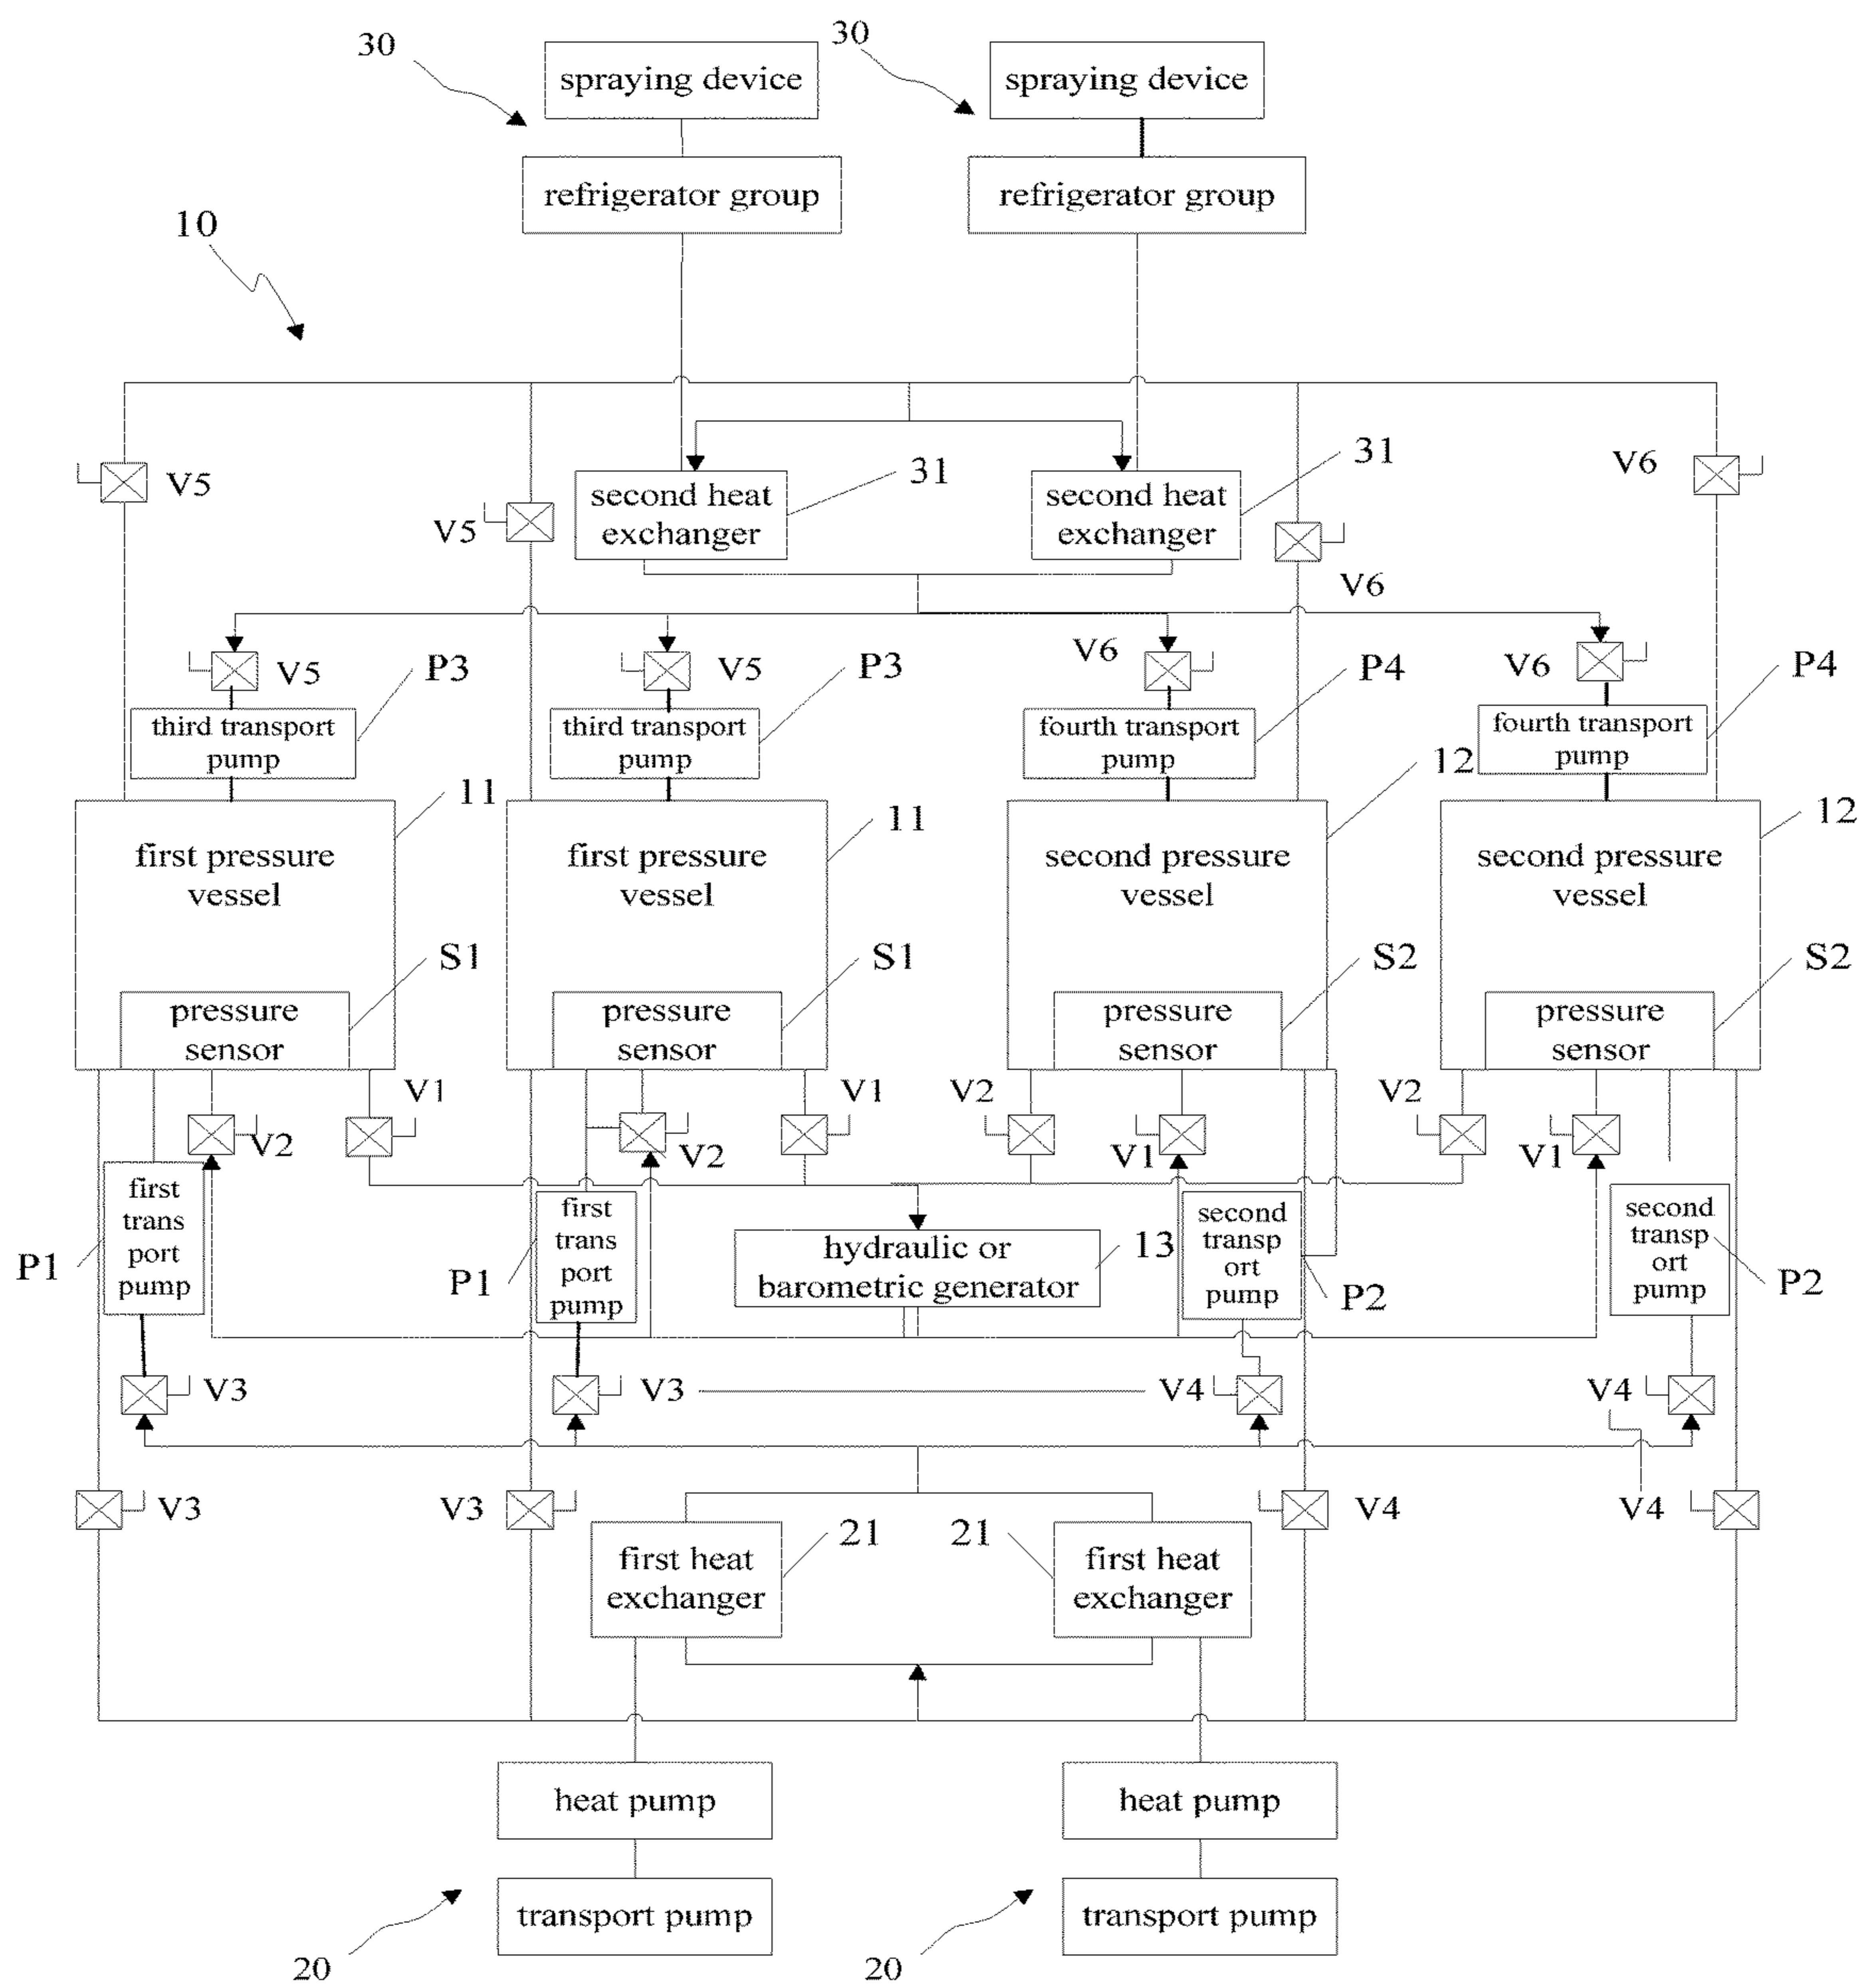 30
spraying device
30
spraying device
refrigerator group
refrigerator group
10
V5
V5
second heat
exchanger
31
second heat
exchanger
31
V6
V6
V5
P3
V5
P3
V6
P4
V6
P4
third transport
pump
third transport
pump
fourth transport
pump
fourth transport
pump
11
11
12
12
first pressure
vessel
first pressure
vessel
second pressure
vessel
second pressure
vessel
S1
S1
S2
S2
pressure
sensor
pressure
sensor
pressure
sensor
pressure
sensor
V2
V1
V2
V1
V2
V1
V2
V1
first
trans
port
pump
P1
first
trans
port
pump
P1
hydraulic or
barometric generator
13
second
transp
ort
pump
P2
second
transp
ort
pump
P2
V3
V3
V4
V4
V3
V3
V4
V4
first heat
exchanger
21
21
first heat
exchanger
heat pump
heat pump
transport pump
transport pump
20
20